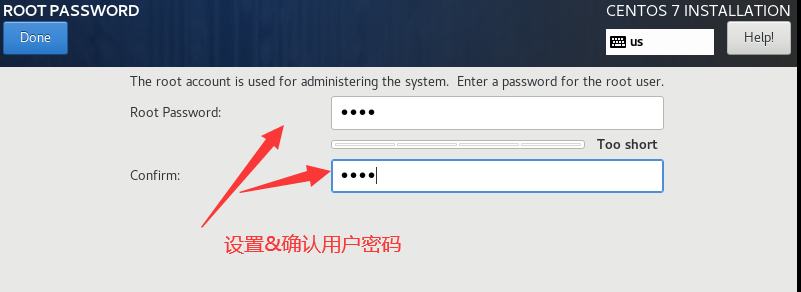 ROOT PASSWORD
CENTOS 7 INSTALLATION
Done
us
Help!
The root account is used for administering the system. Enter a password for the root user.
Root Password:
●●●●
Too short
Confirm:
●●●●
设置&确认用户密码